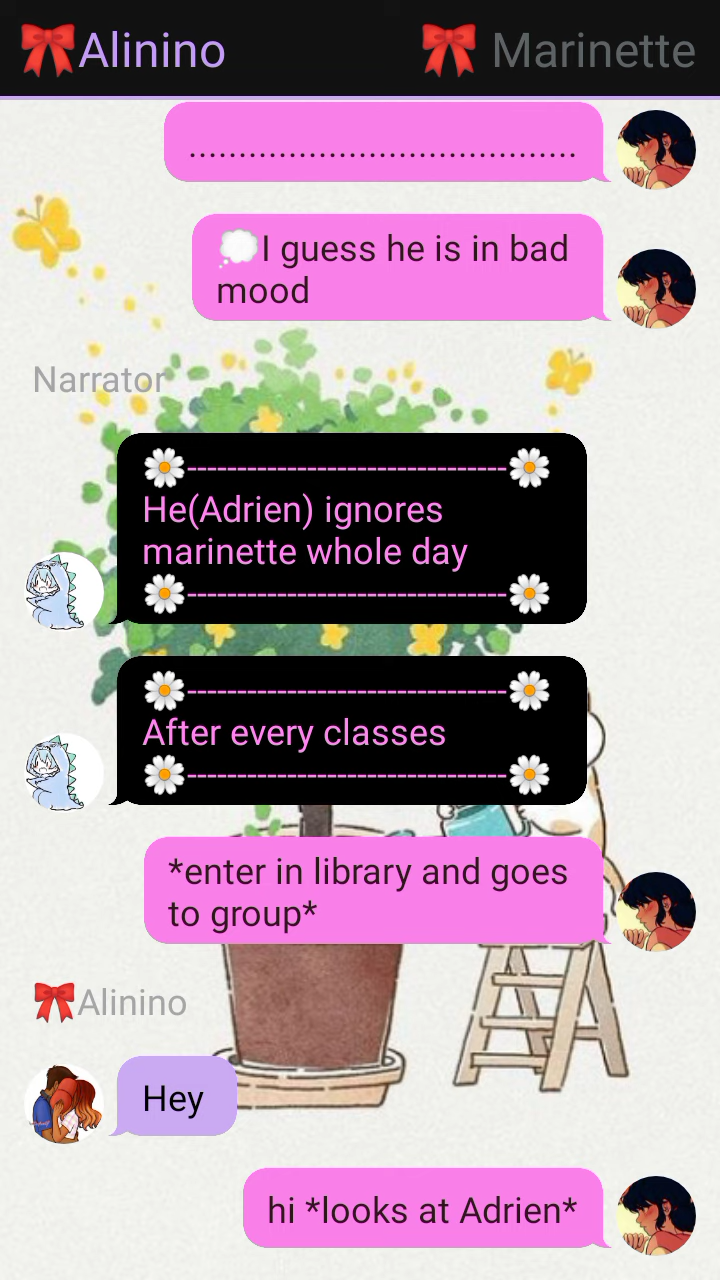 🎀Alinino
🎀 Marinette
.......................................
💭I guess he is in bad
mood
Narrator
🌼--------------------------------🌼
He(Adrien) ignores
marinette whole day
🌼--------------------------------🌼
🌼--------------------------------🌼
After every classes
🌼--------------------------------🌼
*enter in library and goes
to group*
🎀Alinino
Hey
hi *looks at Adrien*